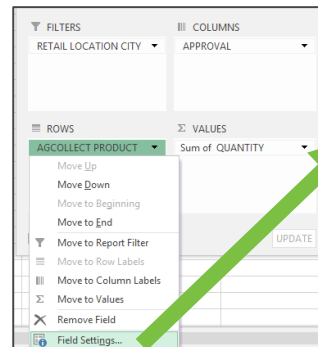 FILTERS
COLUMNS
RETAIL LOCATION CITY
APPROVAL
ROWS
Σ VALUES
AGCOLLECT PRODUCT
Sum of QUANTITY
Move Up
Move Down
Move to Beginning
Move to End
Move to Report Filter
Move to Row Labels
Move to Column Labels
Σ Move to Values
Remove Field
Field Settings...
UPDATE